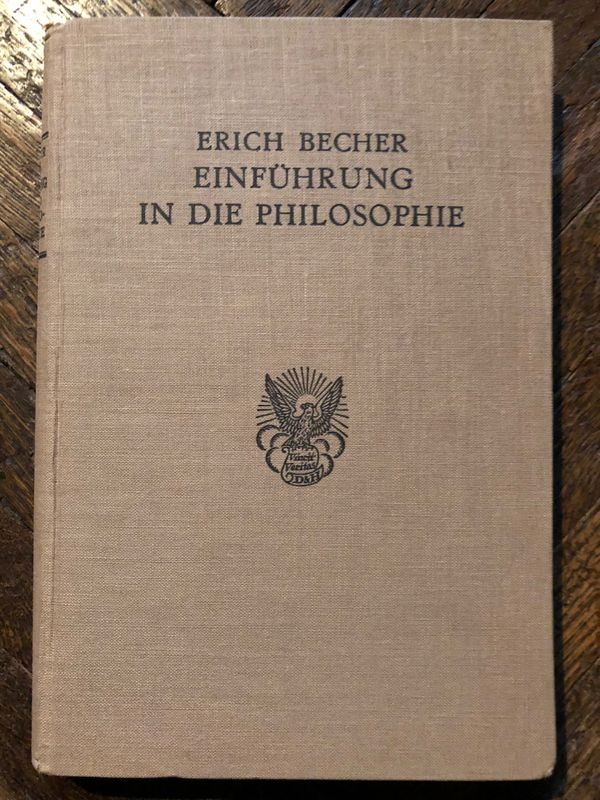 ERICH BECHER
EINFÜHRUNG
IN DIE PHILOSOPHIE
Vincit
Veritas
D&H